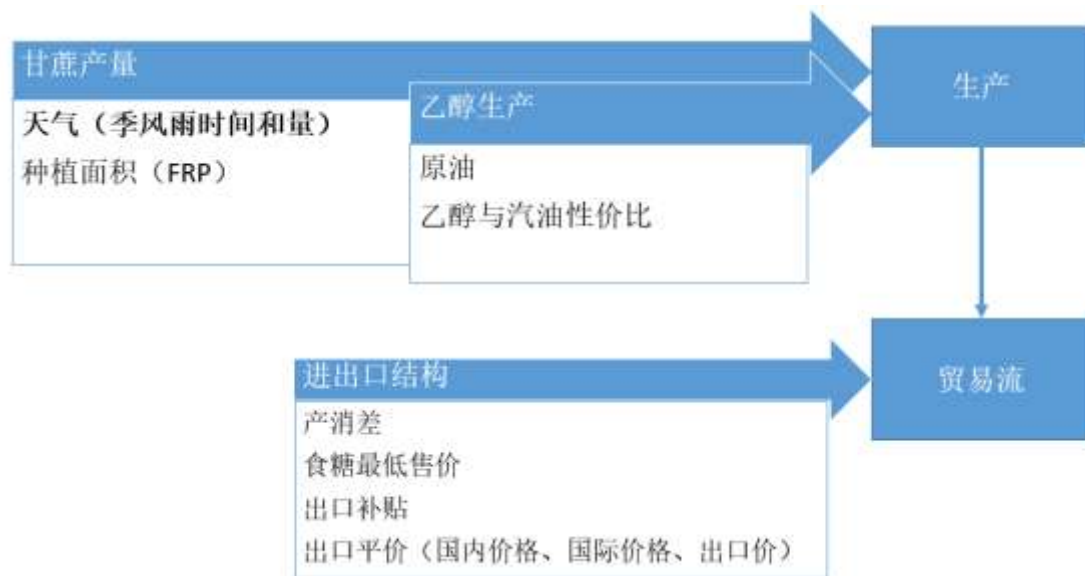 甘蔗产量
天气（季风雨时间和量）
种植面积（FRP）
乙醇生产
原油
乙醇与汽油性价比
生产
进出口结构
产消差
食糖最低售价
出口补贴
出口平价（国内价格、国际价格、出口价）
贸易流